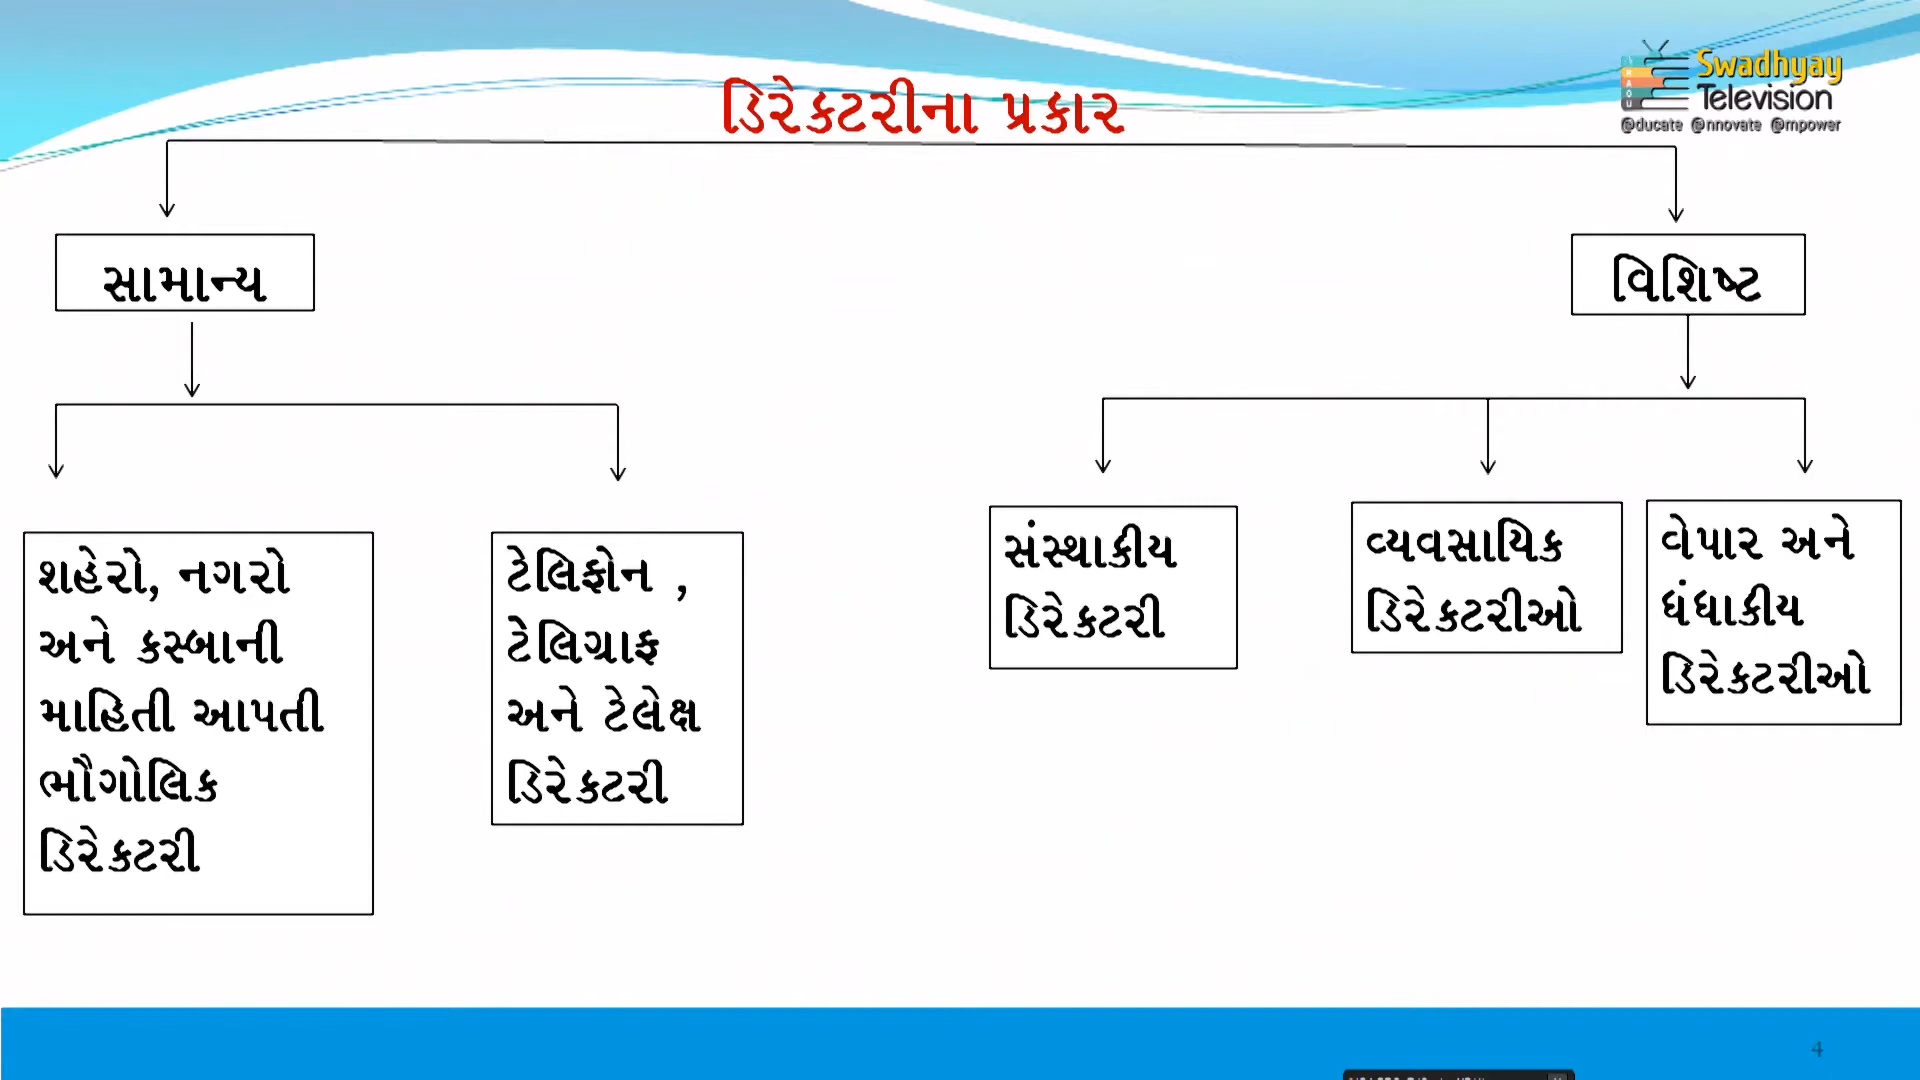 Swadhyay
Television
@ducate @nnovate @mpower
ડિરેક્ટરીના પ્રકાર
સામાન્ય
વિશિષ્ટ
શહેરો, નગરો
અને કસ્બાની
માહિતી આપતી
ભૌગોલિક
ડિરેક્ટરી
ટેલિફોન ,
ટેલિગ્રાફ
અને ટેલેક્ષ
ડિરેક્ટરી
સંસ્થાકીય
ડિરેક્ટરી
વ્યવસાયિક
ડિરેક્ટરીઓ
વેપાર અને
ધંધાકીય
ડિરેક્ટરીઓ
4